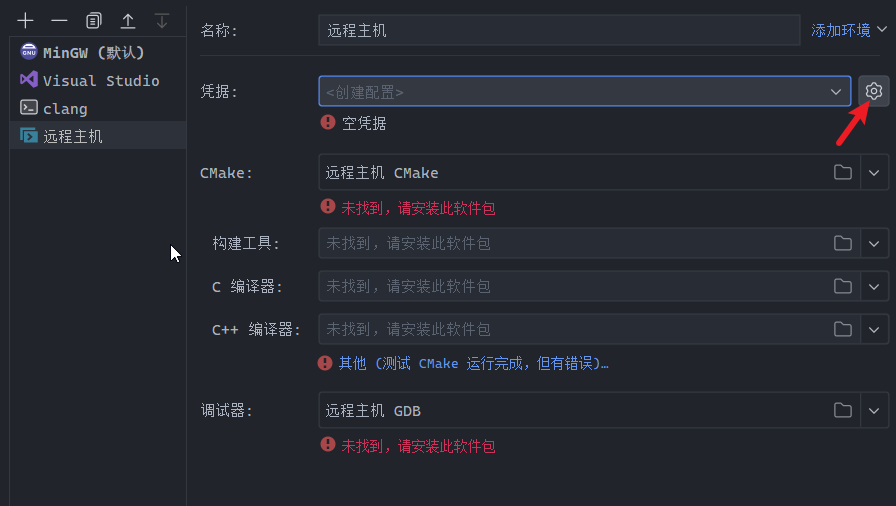 MinGW (默认)
Visual Studio
clang
远程主机
名称:
远程主机
添加环境
凭据:
<创建配置>
空凭据
CMake:
远程主机 CMake
未找到，请安装此软件包
构建工具:
未找到，请安装此软件包
C 编译器:
未找到，请安装此软件包
C++ 编译器:
未找到，请安装此软件包
其他 (测试 CMake 运行完成，但有错误)…
调试器:
远程主机 GDB
未找到，请安装此软件包